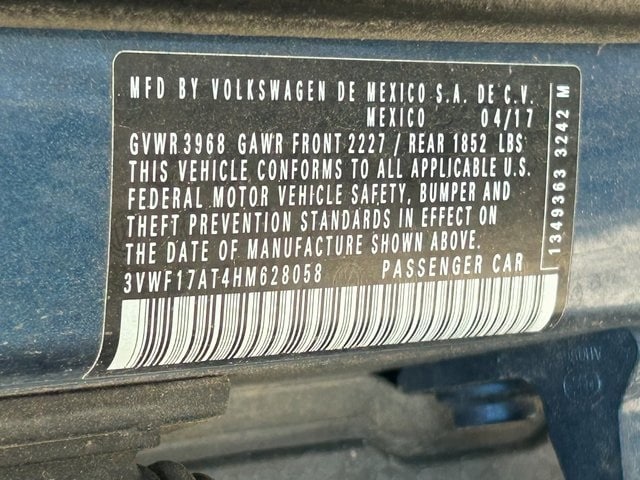 MFD BY VOLKSWAGEN DE MEXICO S.A. DE C.V.
MEXICO 04/17
GVWR 3968 GAWR FRONT 2227 / REAR 1852 LBS
THIS VEHICLE CONFORMS TO ALL APPLICABLE U.S.
FEDERAL MOTOR VEHICLE SAFETY, BUMPER AND
THEFT PREVENTION STANDARDS IN EFFECT ON
THE DATE OF MANUFACTURE SHOWN ABOVE.
3VWF17AT4HM628058 PASSENGER CAR
1349363 3242 M